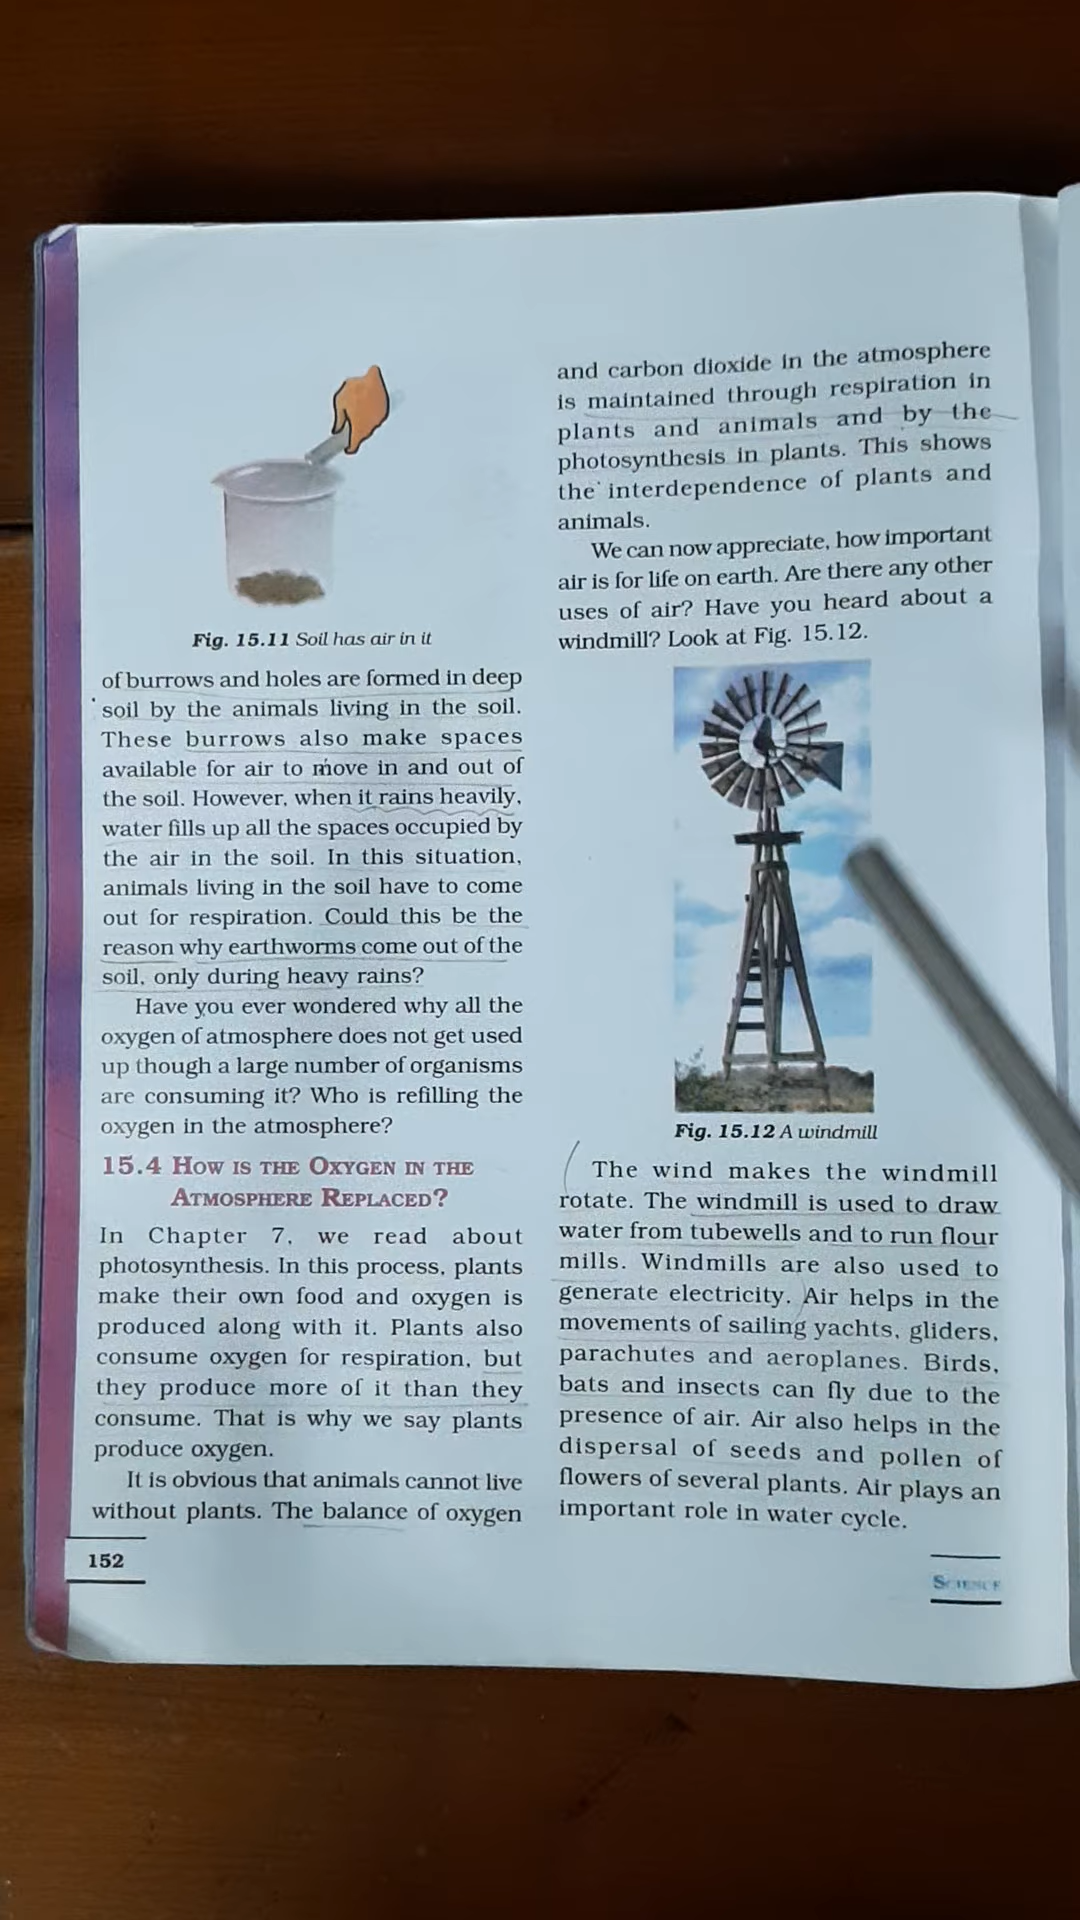 Fig. 15.11 Soil has air in it
of burrows and holes are formed in deep
soil by the animals living in the soil.
These burrows also make spaces
available for air to move in and out of
the soil. However, when it rains heavily,
water fills up all the spaces occupied by
the air in the soil. In this situation,
animals living in the soil have to come
out for respiration. Could this be the
reason why earthworms come out of the
soil, only during heavy rains?
Have you ever wondered why all the
oxygen of atmosphere does not get used
up though a large number of organisms
are consuming it? Who is refilling the
oxygen in the atmosphere?
15.4 HOW IS THE OXYGEN IN THE
ATMOSPHERE REPLACED?
In Chapter 7, we read about
photosynthesis. In this process, plants
make their own food and oxygen is
produced along with it. Plants also
consume oxygen for respiration, but
they produce more of it than they
consume. That is why we say plants
produce oxygen.
It is obvious that animals cannot live
without plants. The balance of oxygen
and carbon dioxide in the atmosphere
is maintained through respiration in
plants and animals and by the
photosynthesis in plants. This shows
the interdependence of plants and
animals.
We can now appreciate, how important
air is for life on earth. Are there any other
uses of air? Have you heard about a
windmill? Look at Fig. 15.12.
Fig. 15.12 A windmill
The wind makes the windmill
rotate. The windmill is used to draw
water from tubewells and to run flour
mills. Windmills are also used to
generate electricity. Air helps in the
movements of sailing yachts, gliders,
parachutes and aeroplanes. Birds,
bats and insects can fly due to the
presence of air. Air also helps in the
dispersal of seeds and pollen of
flowers of several plants. Air plays an
important role in water cycle.
152
SCIENCE